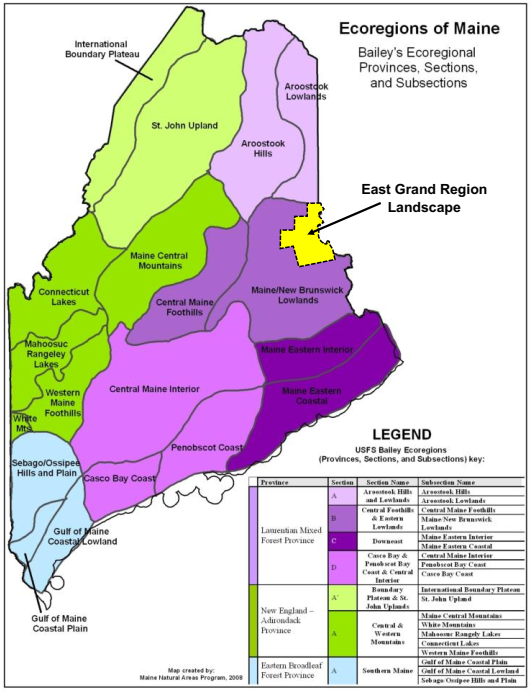 Ecoregions of Maine
Bailey's Ecoregional
Provinces, Sections,
and Subsections
International
Boundary Plateau
Aroostook
Lowlands
St. John Upland
Aroostook
Hills
East Grand Region
Landscape
Maine Central
Mountains
Connecticut
Lakes
Central Maine
Foothills
Maine/New Brunswick
Lowlands
Mahoosuc
Rangeley
Lakes
Maine Eastern Interior
Western
Maine
Foothills
Central Maine Interior
Maine Eastern
Coastal
White
Mts.
Penobscot Coast
Sebago/Ossipee
Hills and Plain
Casco Bay Coast
Gulf of Maine
Coastal Lowland
Gulf of Maine
Coastal Plain
LEGEND
USFS Bailey Ecoregions
(Provinces, Sections, and Subsections) key:
Province Section Section Name Subsection Name
Laurentian Mixed
Forest Province
A Aroostook Hills
and Lowlands
Aroostook Hills
Aroostook Lowlands
B Central Foothills
& Eastern
Lowlands
Central Maine Foothills
Maine/New Brunswick
Lowlands
C Downeast
Maine Eastern Interior
Maine Eastern Coastal
D Casco Bay &
Penobscot Bay
Coast & Central
Interior
Central Maine Interior
Penobscot Bay Coast
Casco Bay Coast
New England –
Adirondack
Province
A' Boundary
Plateau & St.
John Uplands
International Boundary Plateau
St. John Upland
A Central &
Western
Mountains
Maine Central Mountains
White Mountains
Mahoosuc Rangely Lakes
Connecticut Lakes
Western Maine Foothills
Eastern Broadleaf
Forest Province
A Southern Maine
Gulf of Maine Coastal Plain
Gulf of Maine Coastal Lowland
Sebago/Ossipee Hills and Plain
Map created by:
Maine Natural Areas Program, 2008